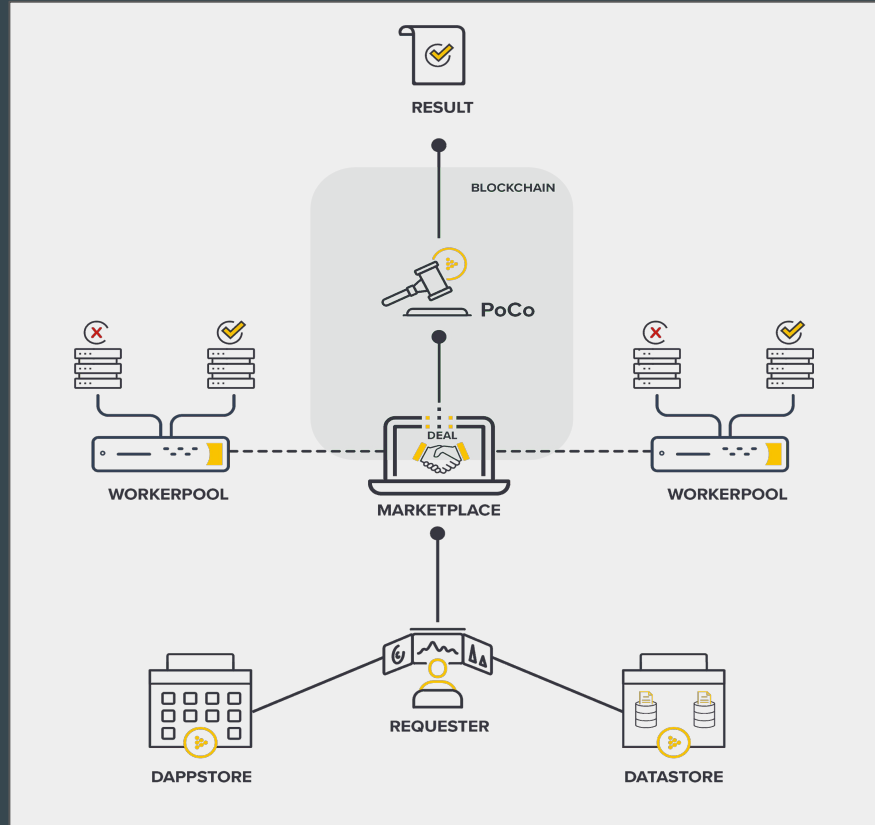 RESULT
BLOCKCHAIN
PoCo
DEAL
WORKERPOOL
MARKETPLACE
WORKERPOOL
REQUESTER
DAPPSTORE
DATASTORE